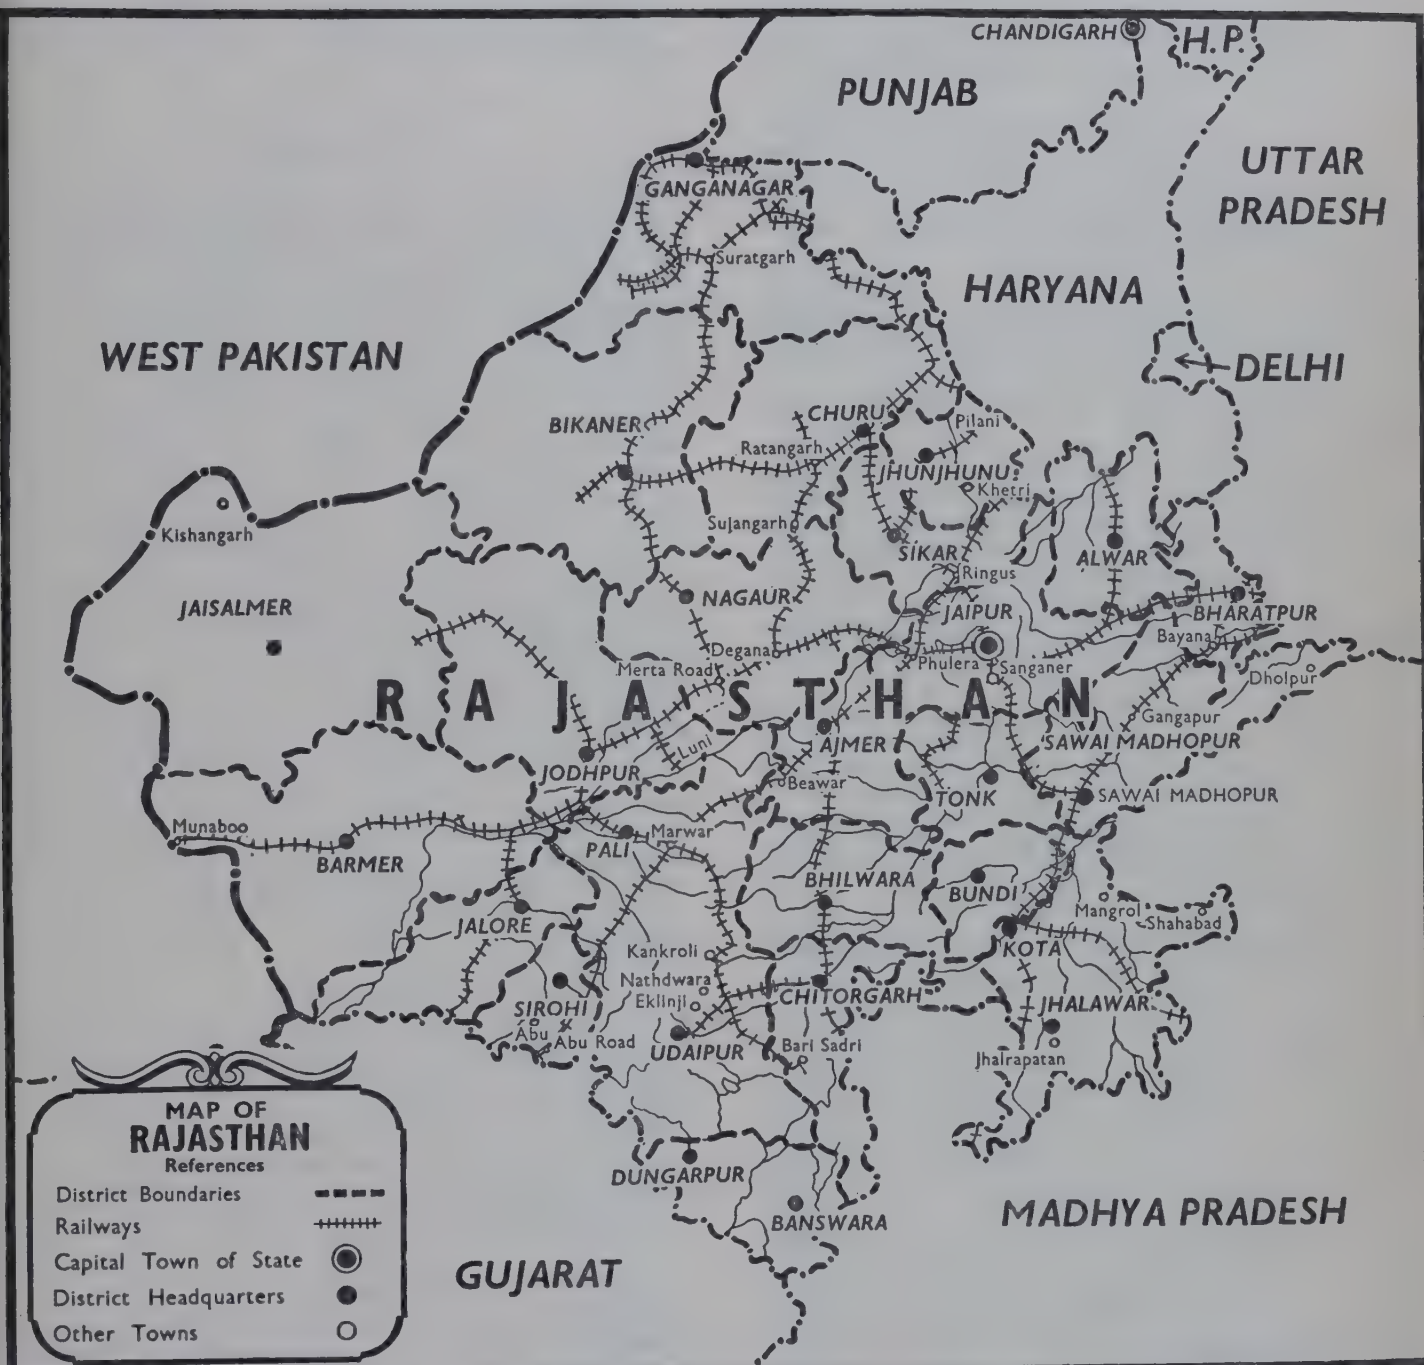 CHANDIGARH
H.P.
PUNJAB
UTTAR
PRADESH
GANGANAGAR
Suratgarh
HARYANA
WEST PAKISTAN
DELHI
BIKANER
CHURU
Pilani
Ratangarh
JHUNJHUNU
Khetri
Kishangarh
Sujangarh
SIKAR
ALWAR
Ringus
JAISALMER
NAGAUR
JAIPUR
BHARATPUR
Bayana
Degana
Merta Road
Phulera
Sanganer
Dholpur
RAJASTHAN
Gangapur
AJMER
SAWAI MADHOPUR
Luni
JODHPUR
Beawar
TONK
SAWAI MADHOPUR
Munaboo
Marwar
BARMER
PALI
BHILWARA
BUNDI
Mangrol
Shahabad
JALORE
KOTA
Kankroli
Nathdwara
Eklinji
CHITORGARH
JHALAWAR
SIROHI
Abu
Abu Road
UDAIPUR
Bari Sadri
Jhalrapatan
DUNGARPUR
BANSWARA
MADHYA PRADESH
GUJARAT
MAP OF
RAJASTHAN
References
District Boundaries
Railways
Capital Town of State
District Headquarters
Other Towns